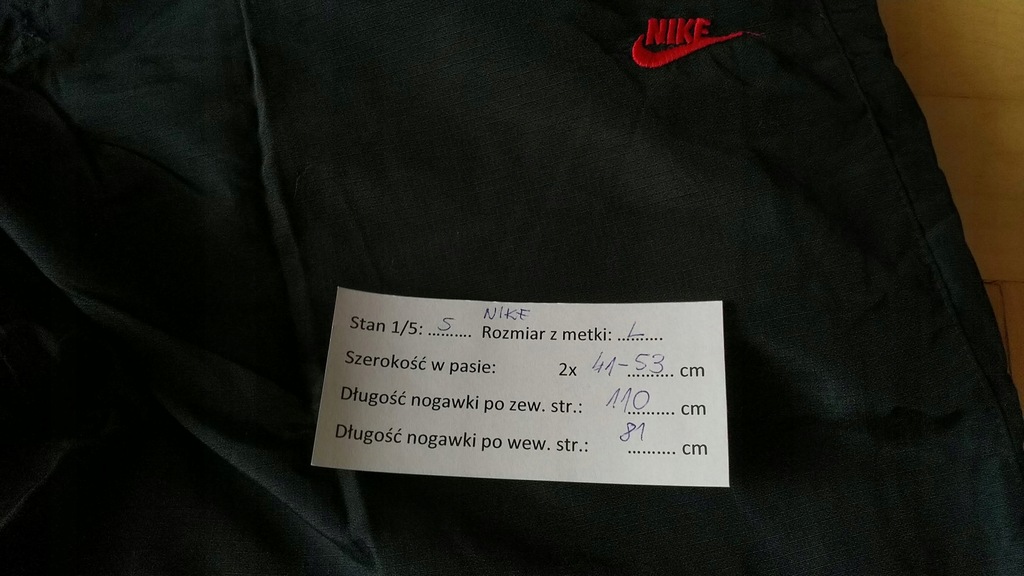 NIKE
NIKE
Stan 1/5: ....5.... Rozmiar z metki: ..L.......
Szerokość w pasie: 2x 41-53 cm
Długość nogawki po zew. str.: 110 cm
Długość nogawki po wew. str.: 81 cm